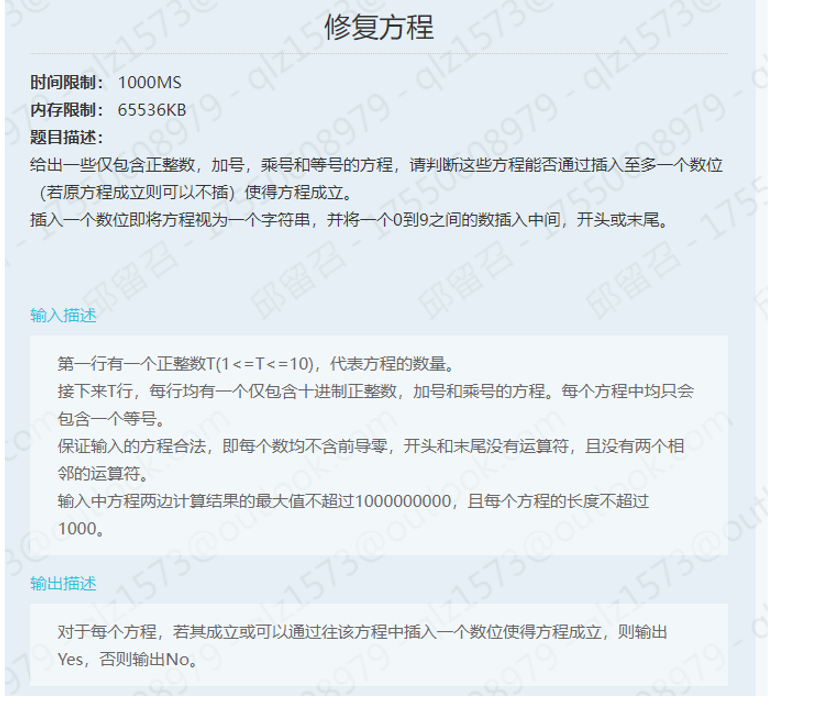 修复方程
时间限制： 1000MS
内存限制： 65536KB
题目描述：
给出一些仅包含正整数，加号，乘号和等号的方程，请判断这些方程能否通过插入至多一个数位
（若原方程成立则可以不插）使得方程成立。
插入一个数位即将方程视为一个字符串，并将一个0到9之间的数插入中间，开头或末尾。
输入描述
第一行有一个正整数T(1<=T<=10)，代表方程的数量。
接下来T行，每行均有一个仅包含十进制正整数，加号和乘号的方程。每个方程中均只会
包含一个等号。
保证输入的方程合法，即每个数均不含前导零，开头和末尾没有运算符，且没有两个相
邻的运算符。
输入中方程两边计算结果的最大值不超过1000000000，且每个方程的长度不超过
1000。
输出描述
对于每个方程，若其成立或可以通过往该方程中插入一个数位使得方程成立，则输出
Yes，否则输出No。
邱留召 - 17550608979 - qlz1573@outlook.com